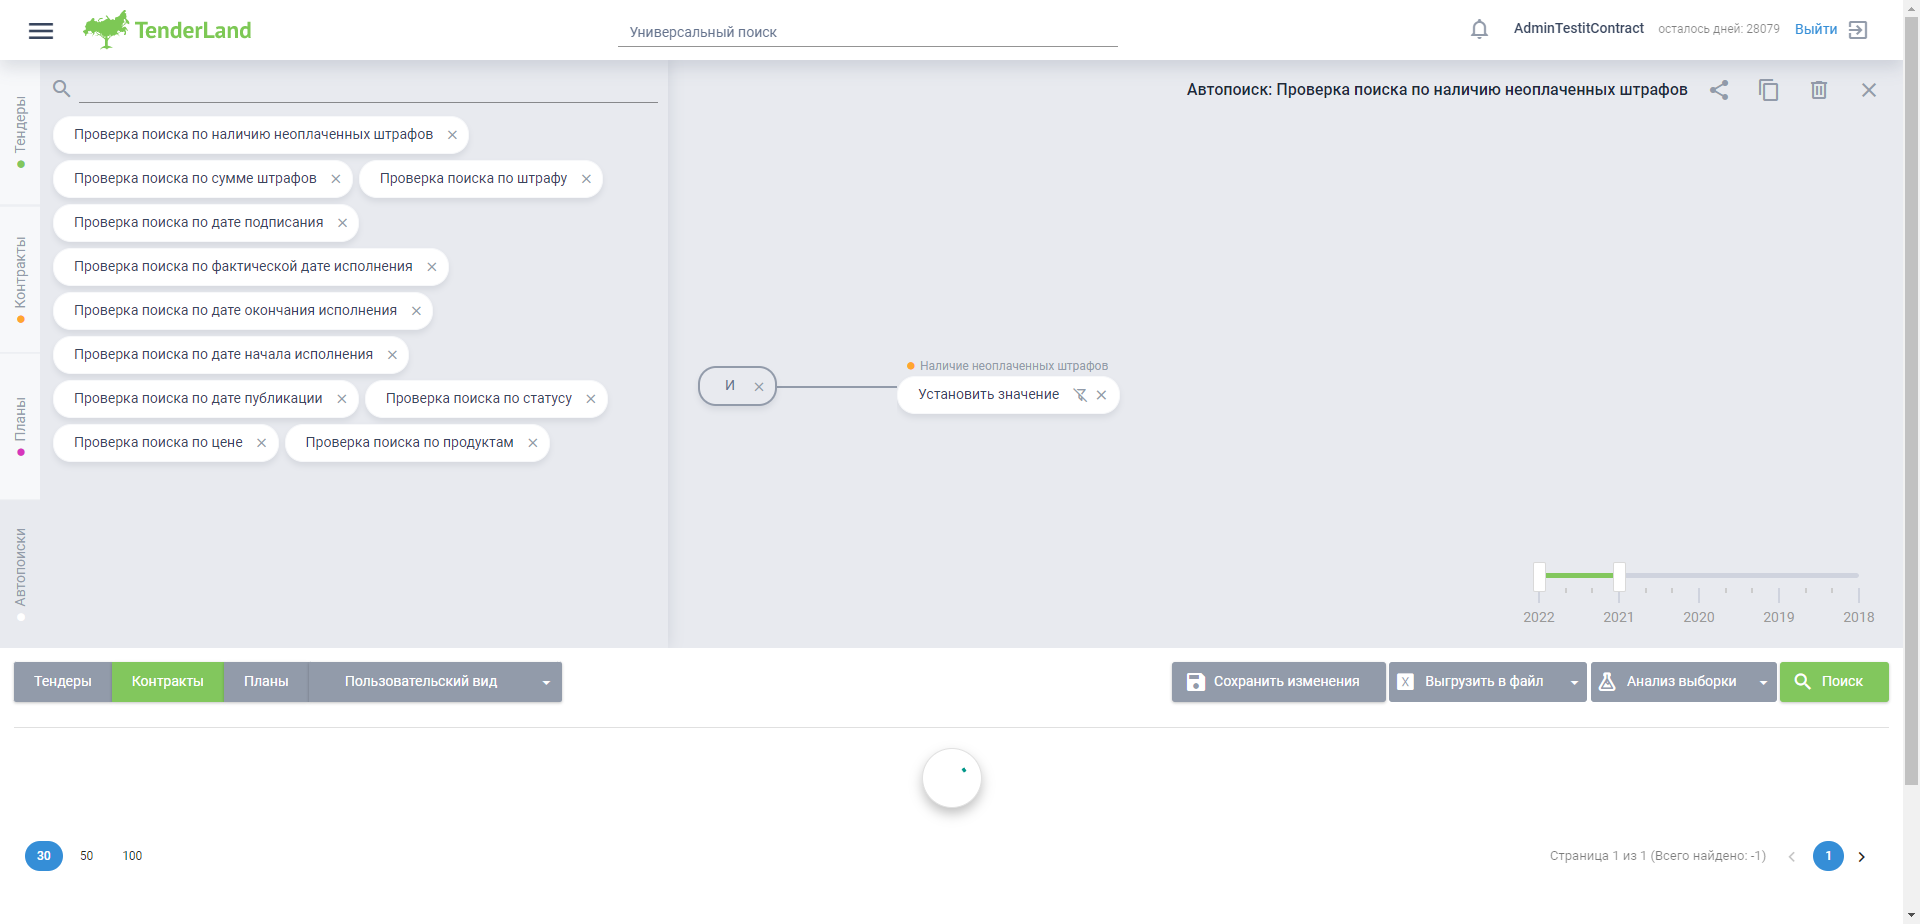 TenderLand
Универсальный поиск
AdminTestitContract
осталось дней: 28079
Выйти
Тендеры
Контракты
Планы
Автопоиски
Проверка поиска по наличию неоплаченных штрафов
Проверка поиска по сумме штрафов
Проверка поиска по штрафу
Проверка поиска по дате подписания
Проверка поиска по фактической дате исполнения
Проверка поиска по дате окончания исполнения
Проверка поиска по дате начала исполнения
Проверка поиска по дате публикации
Проверка поиска по статусу
Проверка поиска по цене
Проверка поиска по продуктам
Автопоиск: Проверка поиска по наличию неоплаченных штрафов
И
Наличие неоплаченных штрафов
Установить значение
2022 2021 2020 2019 2018
Тендеры
Контракты
Планы
Пользовательский вид
Сохранить изменения
X Выгрузить в файл
Анализ выборки
Поиск
30 50 100
Страница 1 из 1 (Всего найдено: -1)
1